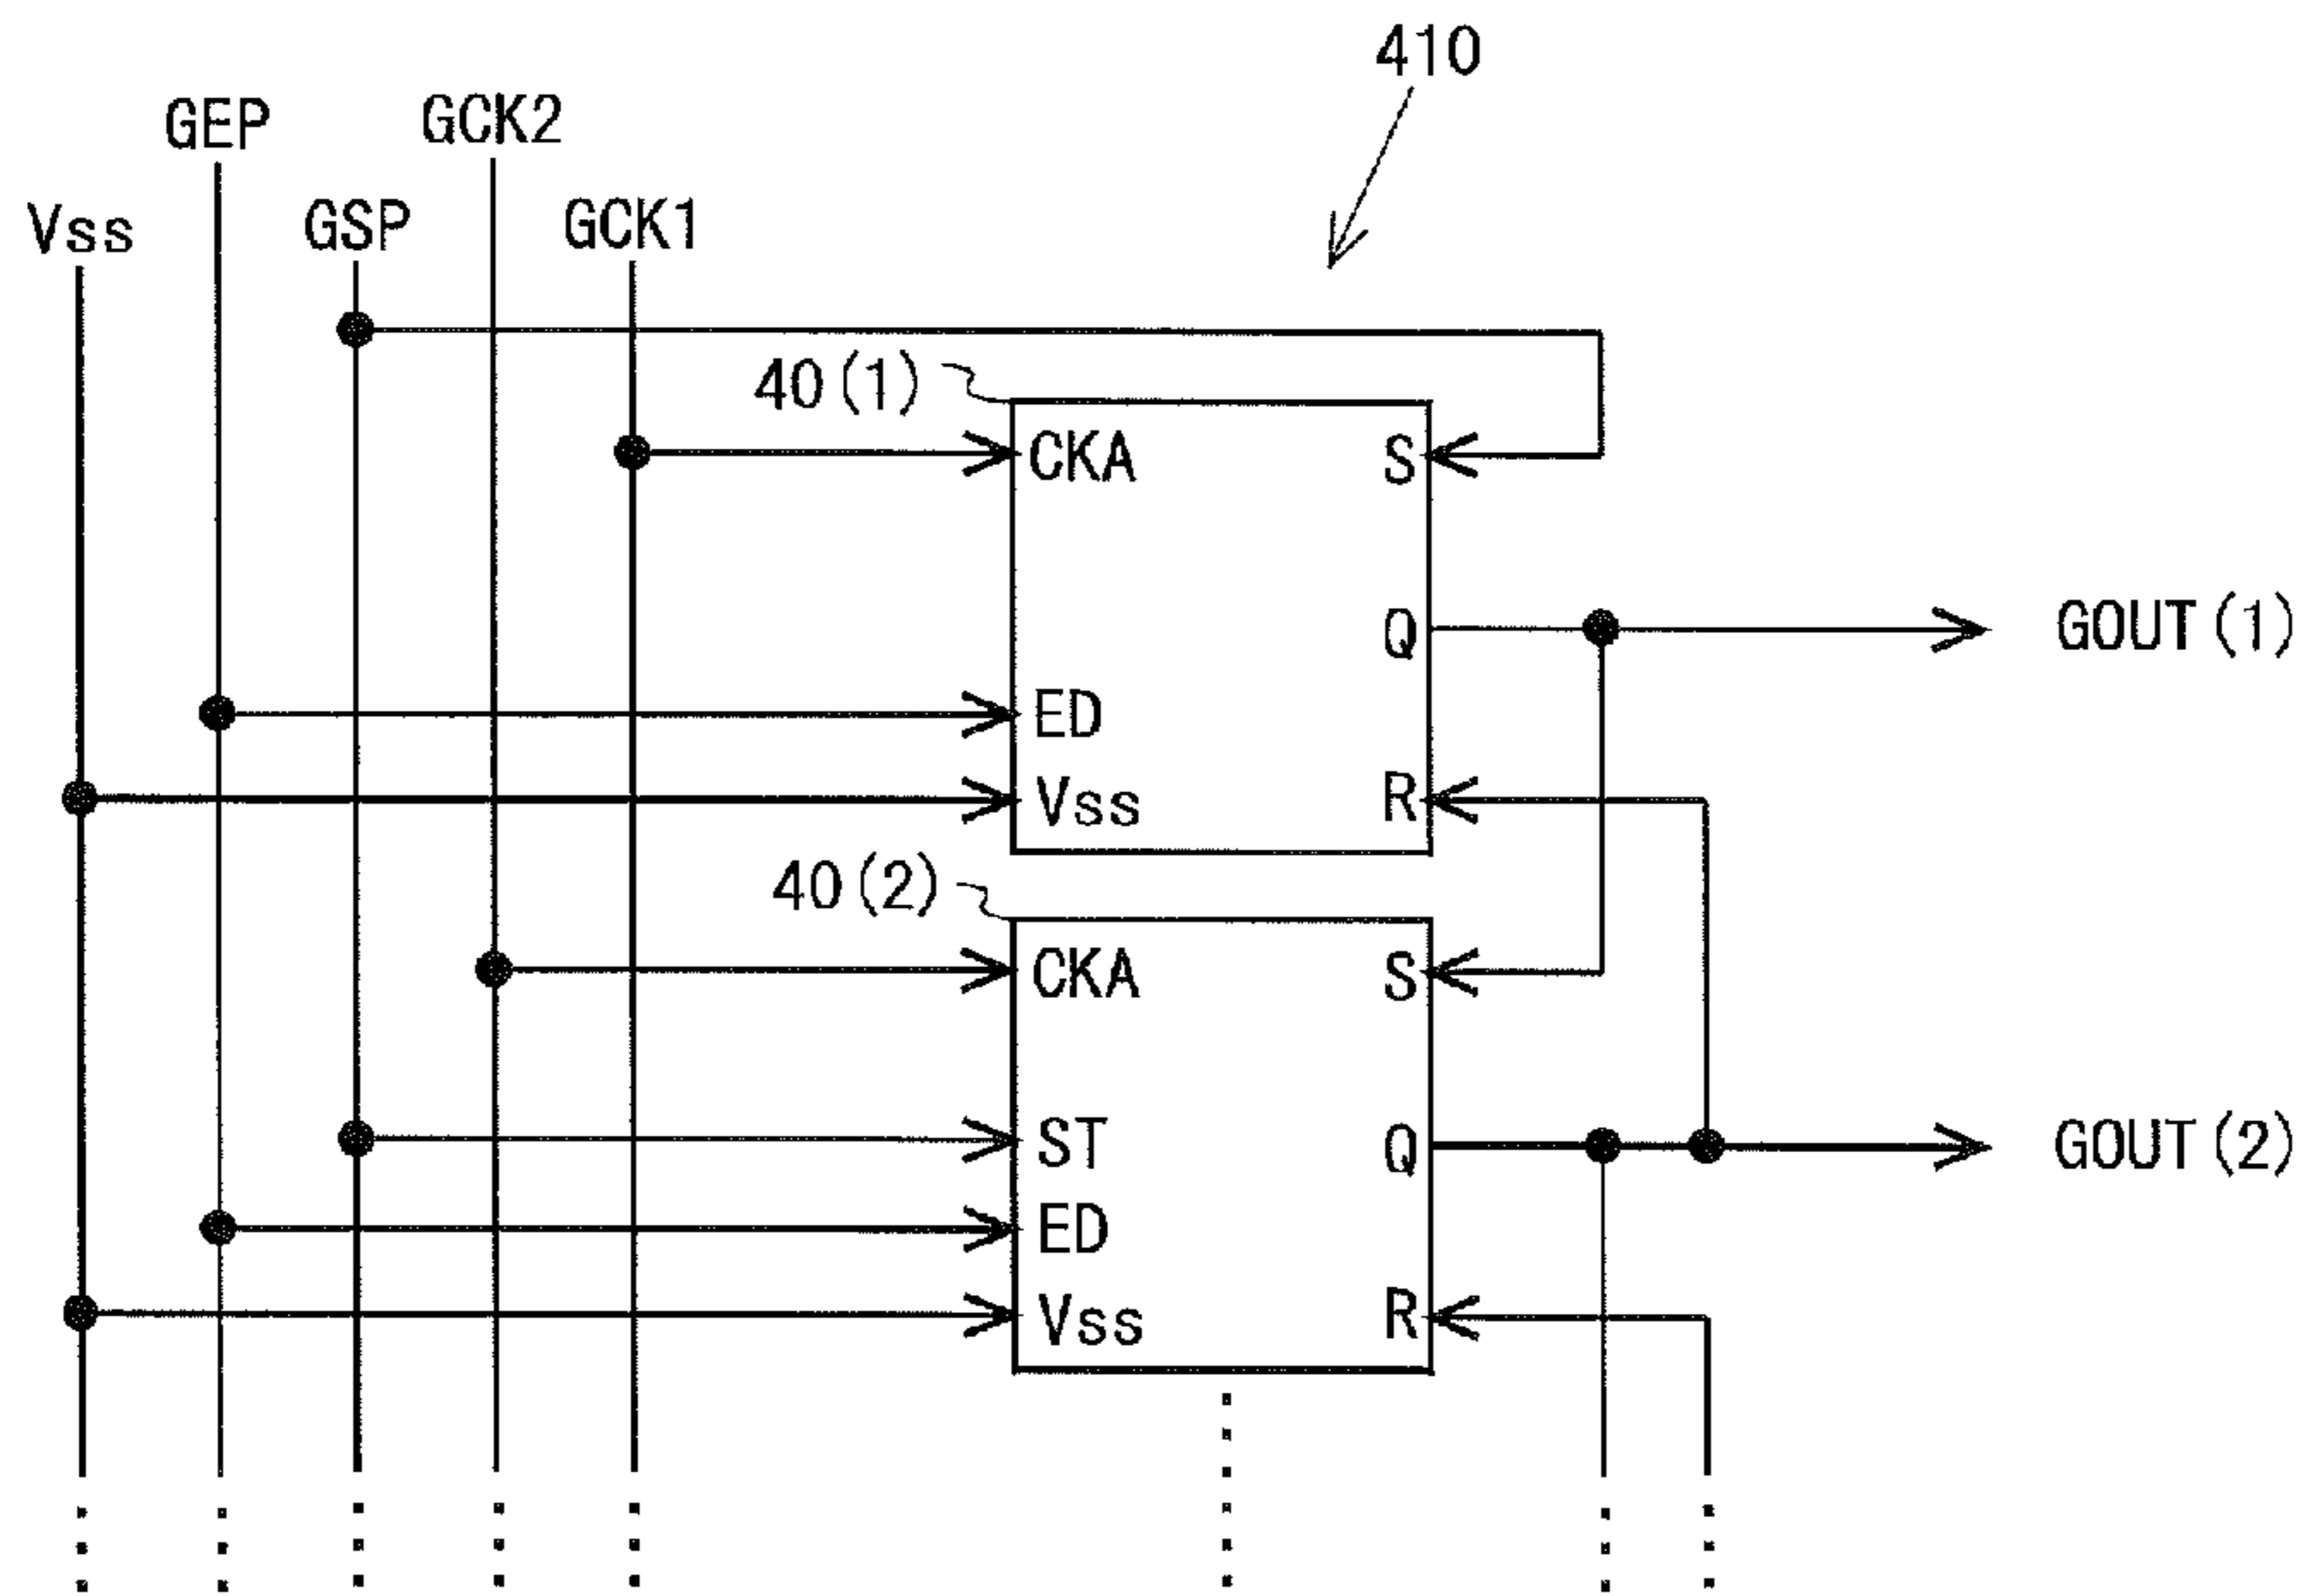 410
GEP
GCK2
Vss
GSP
GCK1
40(1)
CKA
S
Q
GOUT(1)
ED
Vss
R
40(2)
CKA
S
ST
Q
GOUT(2)
ED
Vss
R